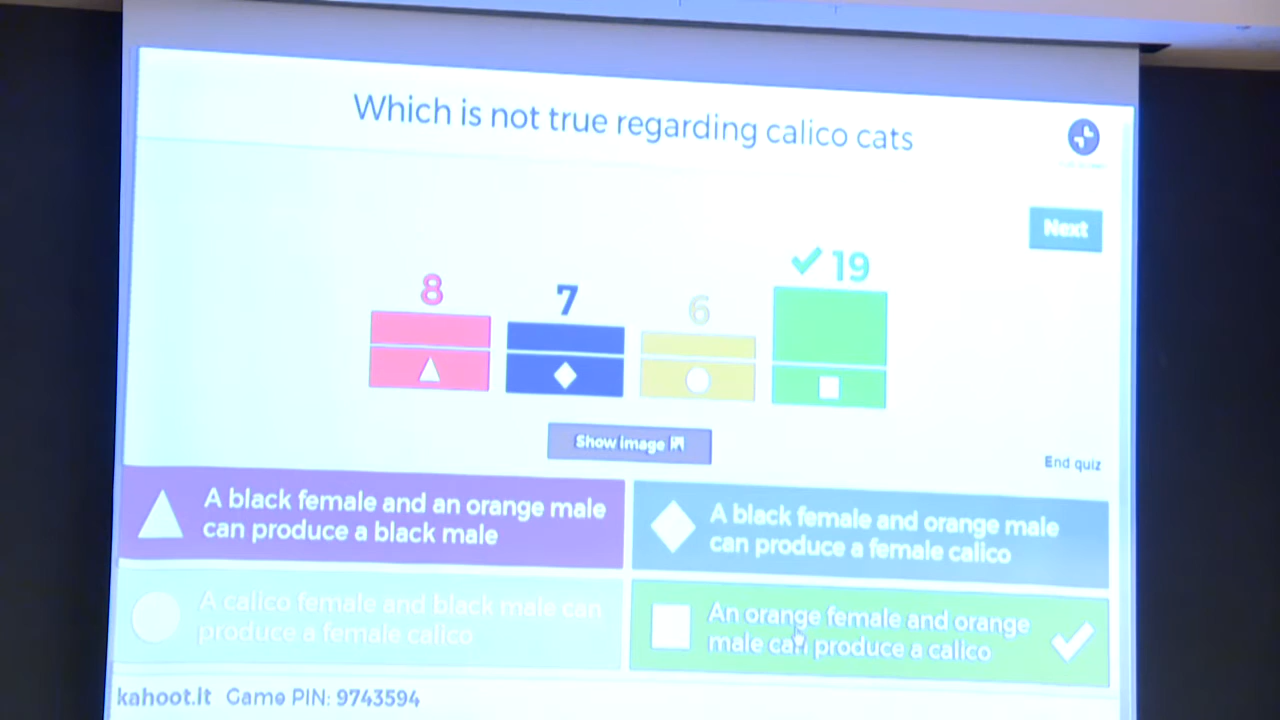 Which is not true regarding calico cats
Next
8
7
6
19
Show image
End quiz
A black female and an orange male
can produce a black male
A black female and orange male
can produce a female calico
A calico female and black male can
produce a female calico
An orange female and orange
male can produce a calico
kahoot.it Game PIN: 9743594